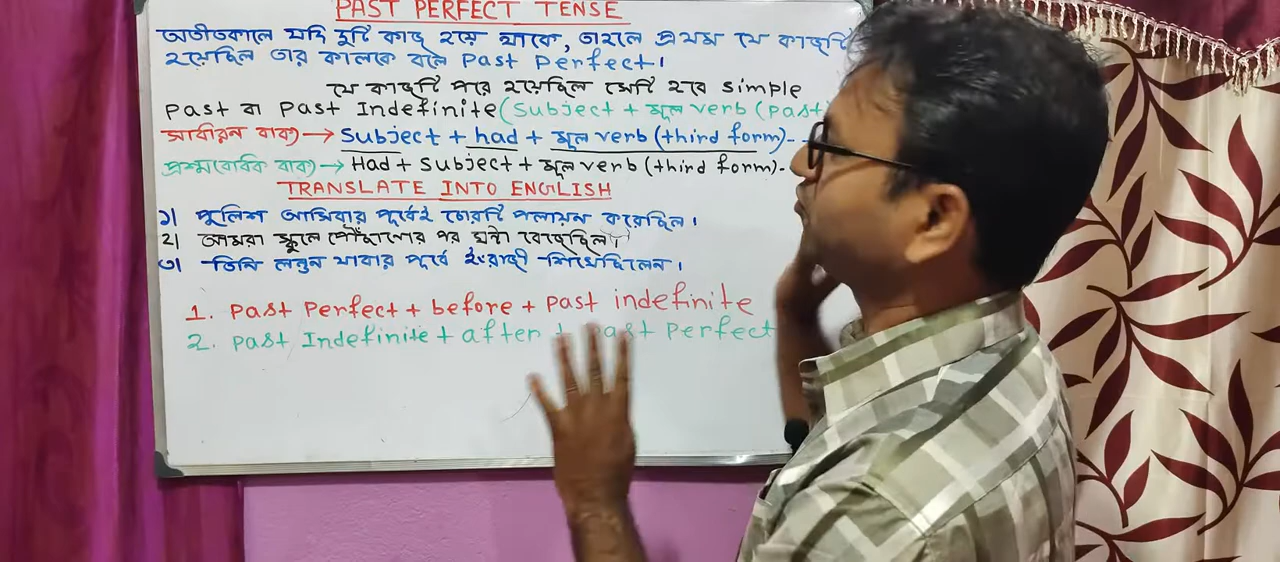 PAST PERFECT TENSE
অতীতকালে যদি দুটি কাজ হয়ে থাকে, তাহলে প্রথম যে কাজটি
হয়েছিল তার কালকে বলে Past Perfect।
যে কাজটি পরে হয়েছিল সেটি হবে simple
Past বা Past Indefinite (Subject + মূল verb (past
সাধারন বাক্য → Subject + had + মূল verb (third form)--
প্রশ্নবোধক বাক্য → Had + Subject + মূল verb (third form)-
TRANSLATE INTO ENGLISH
১। পুলিশ আসিবার পূর্বেই চোরটি পলায়ন করেছিল।
২। আমরা স্কুলে পৌঁছানোর পর ঘন্টা বেজেছিল।
৩। তিনি লন্ডন যাবার পূর্বে ইংরাজী শিখেছিলেন।
1. Past Perfect + before + Past indefinite
2. Past Indefinite + after + Past Perfect